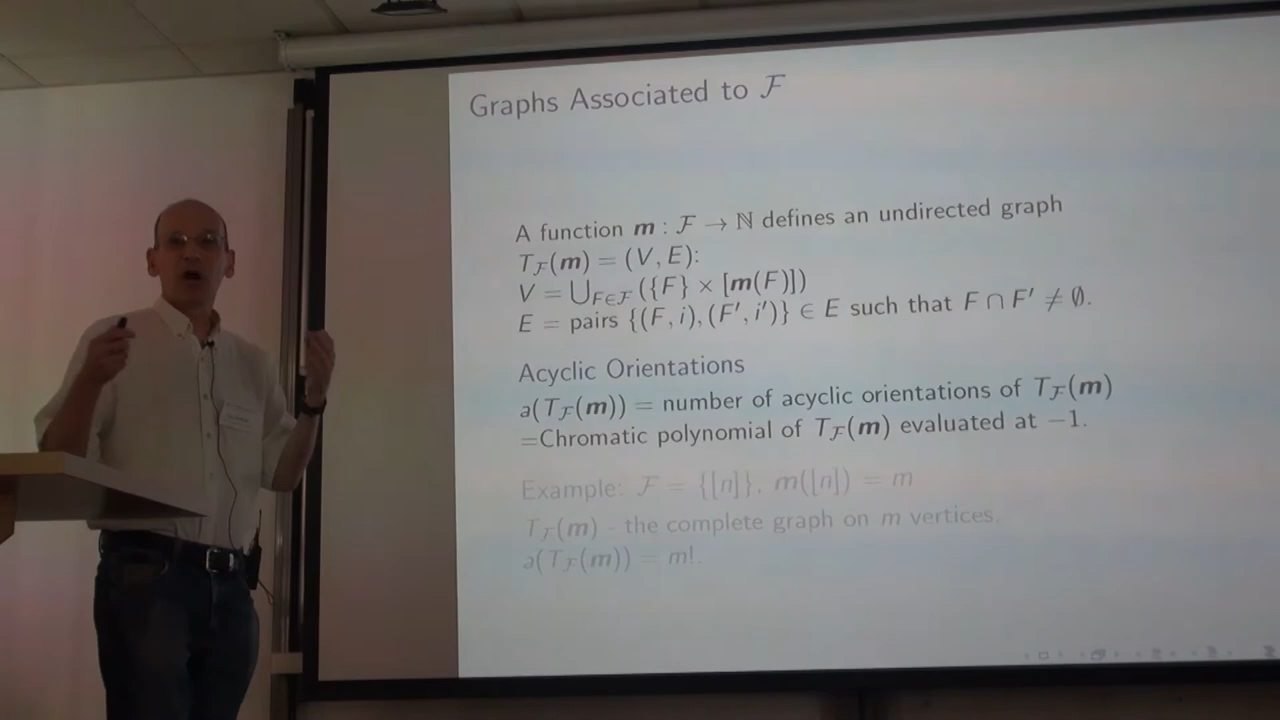 Graphs Associated to ℱ
A function 𝒎 : ℱ → ℕ defines an undirected graph
T_ℱ(𝒎) = (V, E):
V = ⋃_{F∈ℱ} ({F} × [𝒎(F)])
E = pairs {(F, i), (F′, i′)} ∈ E such that F ∩ F′ ≠ ∅.
Acyclic Orientations
a(T_ℱ(𝒎)) = number of acyclic orientations of T_ℱ(𝒎)
=Chromatic polynomial of T_ℱ(𝒎) evaluated at −1.
Example: ℱ = {[n]}, m([n]) = m
T_ℱ(𝒎) - the complete graph on m vertices.
a(T_ℱ(𝒎)) = m!.